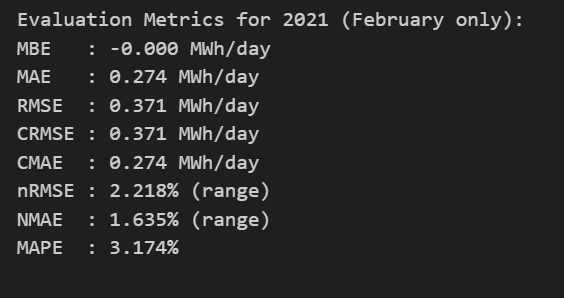 Evaluation Metrics for 2021 (February only):
MBE   : -0.000 MWh/day
MAE   : 0.274 MWh/day
RMSE  : 0.371 MWh/day
CRMSE : 0.371 MWh/day
CMAE  : 0.274 MWh/day
nRMSE : 2.218% (range)
NMAE  : 1.635% (range)
MAPE  : 3.174%